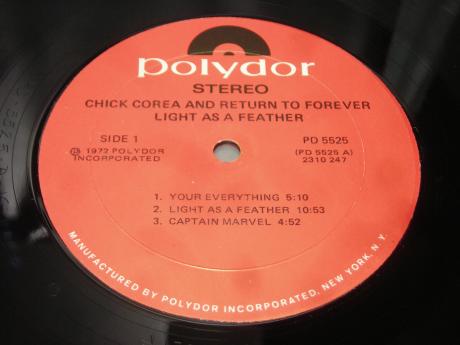 polydor
STEREO
CHICK COREA AND RETURN TO FOREVER
LIGHT AS A FEATHER
SIDE 1
PD 5525
℗ 1972 POLYDOR
INCORPORATED
(PD 5525 A)
2310 247
1. YOUR EVERYTHING 5:10
2. LIGHT AS A FEATHER 10:53
3. CAPTAIN MARVEL 4:52
MANUFACTURED BY POLYDOR INCORPORATED, NEW YORK, N.Y.